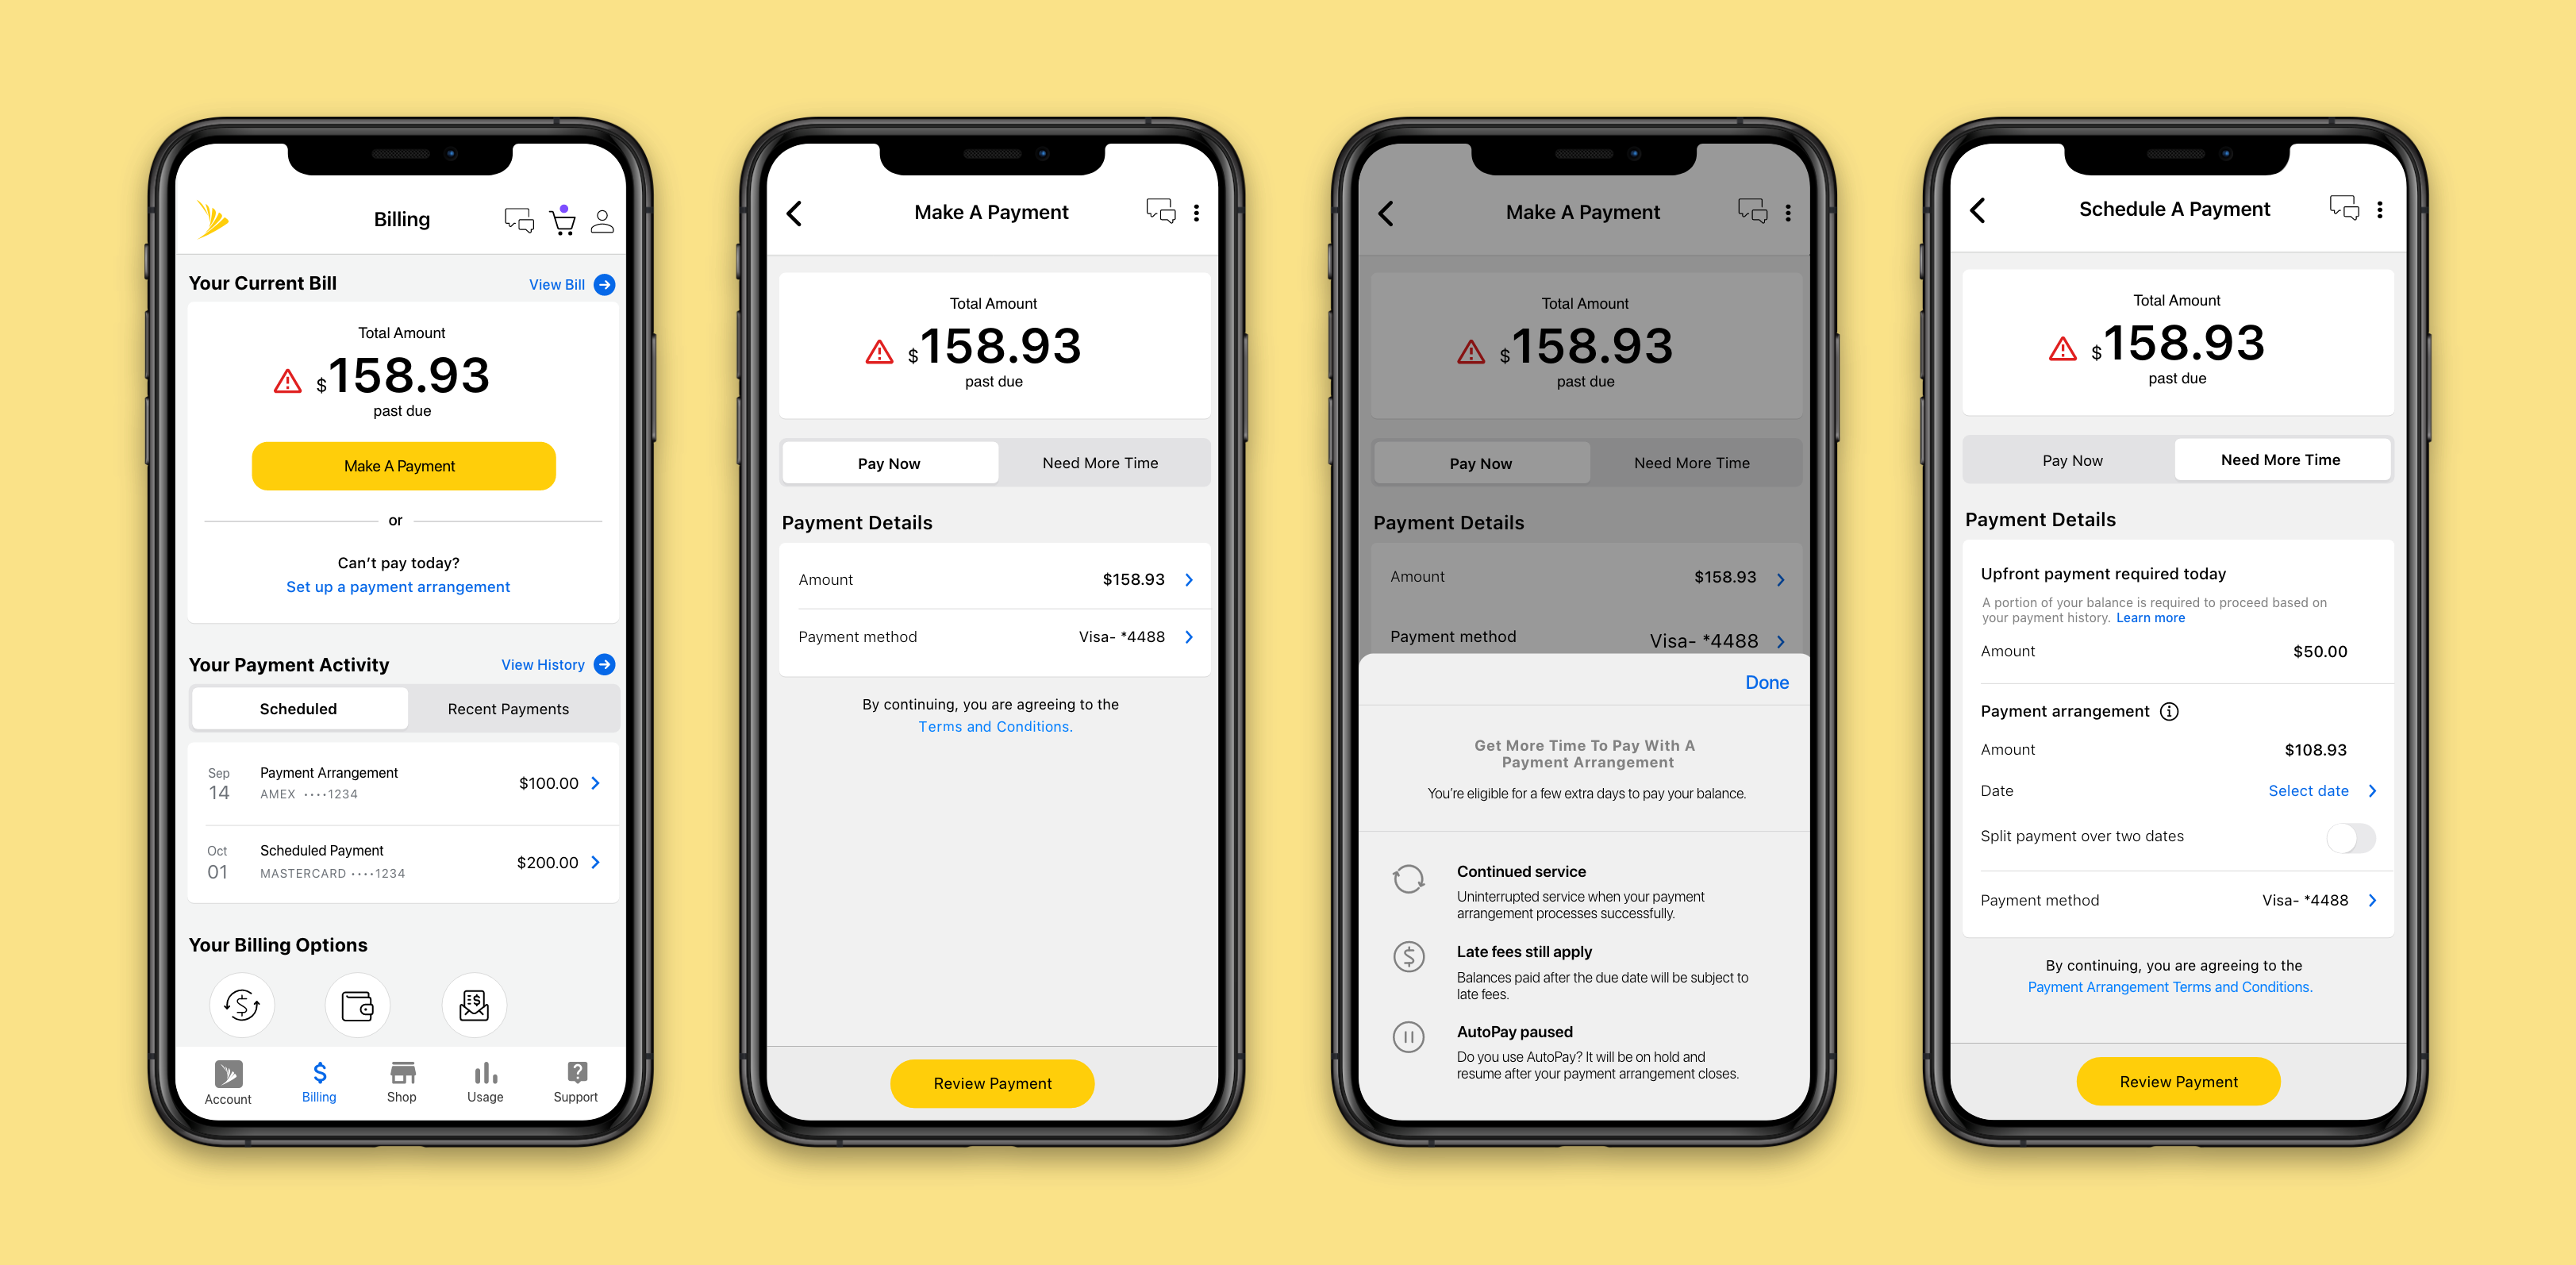 Billing
Your Current Bill
View Bill
Total Amount
$158.93
past due
Make A Payment
or
Can't pay today?
Set up a payment arrangement
Your Payment Activity
View History
Scheduled
Recent Payments
Sep
14
Payment Arrangement
AMEX ····1234
$100.00
Oct
01
Scheduled Payment
MASTERCARD ····1234
$200.00
Your Billing Options
$
$
$
Account
Billing
Shop
Usage
?
Support
Make A Payment
Total Amount
$158.93
past due
Pay Now
Need More Time
Payment Details
Amount
$158.93
Payment method
Visa- *4488
By continuing, you are agreeing to the
Terms and Conditions.
Review Payment
Make A Payment
Total Amount
$158.93
past due
Pay Now
Need More Time
Payment Details
Amount
$158.93
Payment method
Visa- *4488
Done
Get More Time To Pay With A
Payment Arrangement
You're eligible for a few extra days to pay your balance.
Continued service
Uninterrupted service when your payment
arrangement processes successfully.
$
Late fees still apply
Balances paid after the due date will be subject to
late fees.
AutoPay paused
Do you use AutoPay? It will be on hold and
resume after your payment arrangement closes.
Schedule A Payment
Total Amount
$158.93
past due
Pay Now
Need More Time
Payment Details
Upfront payment required today
A portion of your balance is required to proceed based on
your payment history. Learn more
Amount
$50.00
Payment arrangement
Amount
$108.93
Date
Select date
Split payment over two dates
Payment method
Visa- *4488
By continuing, you are agreeing to the
Payment Arrangement Terms and Conditions.
Review Payment